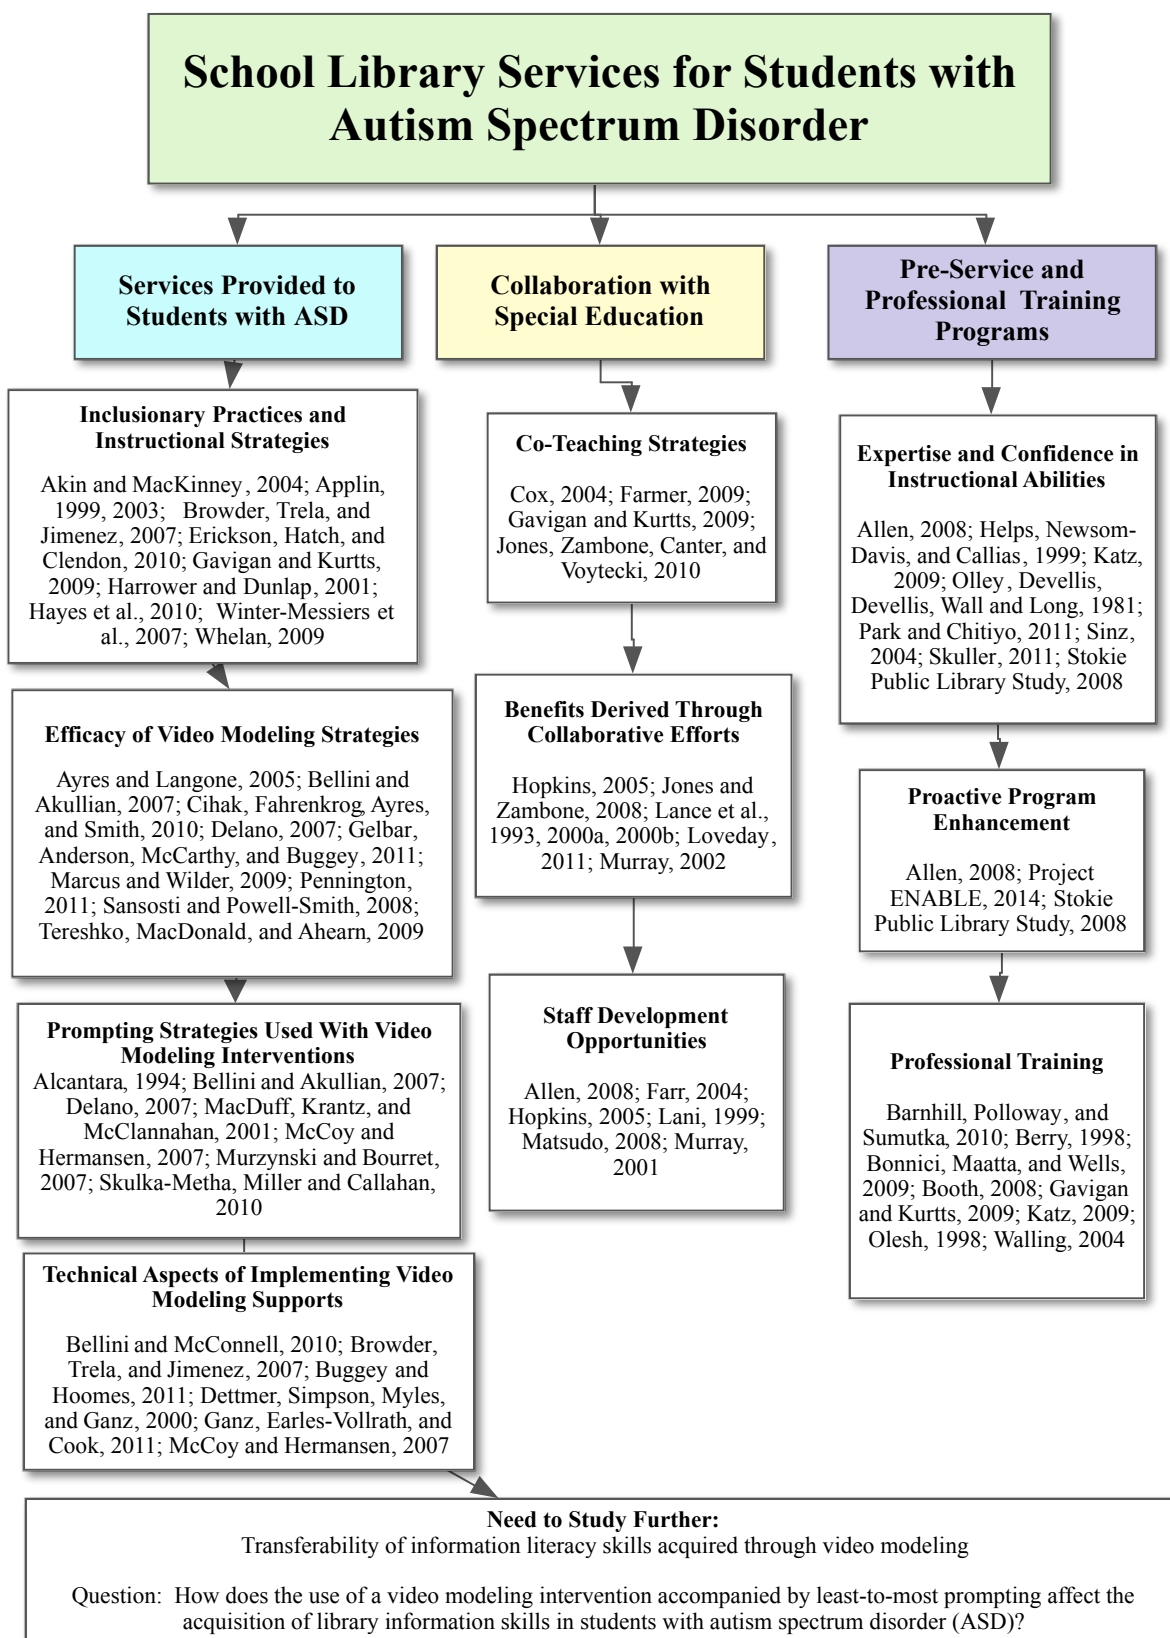 School Library Services for Students with
Autism Spectrum Disorder
Services Provided to
Students with ASD
Inclusionary Practices and
Instructional Strategies
Akin and MacKinney, 2004; Applin,
1999, 2003; Browder, Trela, and
Jimenez, 2007; Erickson, Hatch, and
Clendon, 2010; Gavigan and Kurtts,
2009; Harrower and Dunlap, 2001;
Hayes et al., 2010; Winter-Messiers et
al., 2007; Whelan, 2009
Efficacy of Video Modeling Strategies
Ayres and Langone, 2005; Bellini and
Akullian, 2007; Cihak, Fahrenkrog, Ayres,
and Smith, 2010; Delano, 2007; Gelbar,
Anderson, McCarthy, and Buggey, 2011;
Marcus and Wilder, 2009; Pennington,
2011; Sansosti and Powell-Smith, 2008;
Tereshko, MacDonald, and Ahearn, 2009
Prompting Strategies Used With Video
Modeling Interventions
Alcantara, 1994; Bellini and Akullian, 2007;
Delano, 2007; MacDuff, Krantz, and
McClannahan, 2001; McCoy and
Hermansen, 2007; Murzynski and Bourret,
2007; Skulka-Metha, Miller and Callahan,
2010
Technical Aspects of Implementing Video
Modeling Supports
Bellini and McConnell, 2010; Browder,
Trela, and Jimenez, 2007; Buggey and
Hoomes, 2011; Dettmer, Simpson, Myles,
and Ganz, 2000; Ganz, Earles-Vollrath, and
Cook, 2011; McCoy and Hermansen, 2007
Collaboration with
Special Education
Co-Teaching Strategies
Cox, 2004; Farmer, 2009;
Gavigan and Kurtts, 2009;
Jones, Zambone, Canter, and
Voytecki, 2010
Benefits Derived Through
Collaborative Efforts
Hopkins, 2005; Jones and
Zambone, 2008; Lance et al.,
1993, 2000a, 2000b; Loveday,
2011; Murray, 2002
Staff Development
Opportunities
Allen, 2008; Farr, 2004;
Hopkins, 2005; Lani, 1999;
Matsudo, 2008; Murray,
2001
Pre-Service and
Professional Training
Programs
Expertise and Confidence in
Instructional Abilities
Allen, 2008; Helps, Newsom-
Davis, and Callias, 1999; Katz,
2009; Olley, Devellis,
Devellis, Wall and Long, 1981;
Park and Chitiyo, 2011; Sinz,
2004; Skuller, 2011; Stokie
Public Library Study, 2008
Proactive Program
Enhancement
Allen, 2008; Project
ENABLE, 2014; Stokie
Public Library Study, 2008
Professional Training
Barnhill, Polloway, and
Sumutka, 2010; Berry, 1998;
Bonnici, Maatta, and Wells,
2009; Booth, 2008; Gavigan
and Kurtts, 2009; Katz, 2009;
Olesh, 1998; Walling, 2004
Need to Study Further:
Transferability of information literacy skills acquired through video modeling
Question: How does the use of a video modeling intervention accompanied by least-to-most prompting affect the
acquisition of library information skills in students with autism spectrum disorder (ASD)?